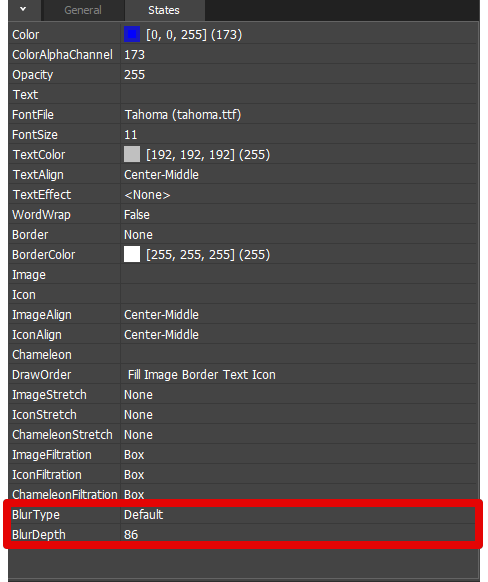 General States
Color [0, 0, 255] (173)
ColorAlphaChannel 173
Opacity 255
Text
FontFile Tahoma (tahoma.ttf)
FontSize 11
TextColor [192, 192, 192] (255)
TextAlign Center-Middle
TextEffect <None>
WordWrap False
Border None
BorderColor [255, 255, 255] (255)
Image
Icon
ImageAlign Center-Middle
IconAlign Center-Middle
Chameleon
DrawOrder Fill Image Border Text Icon
ImageStretch None
IconStretch None
ChameleonStretch None
ImageFiltration Box
IconFiltration Box
ChameleonFiltration Box
BlurType Default
BlurDepth 86